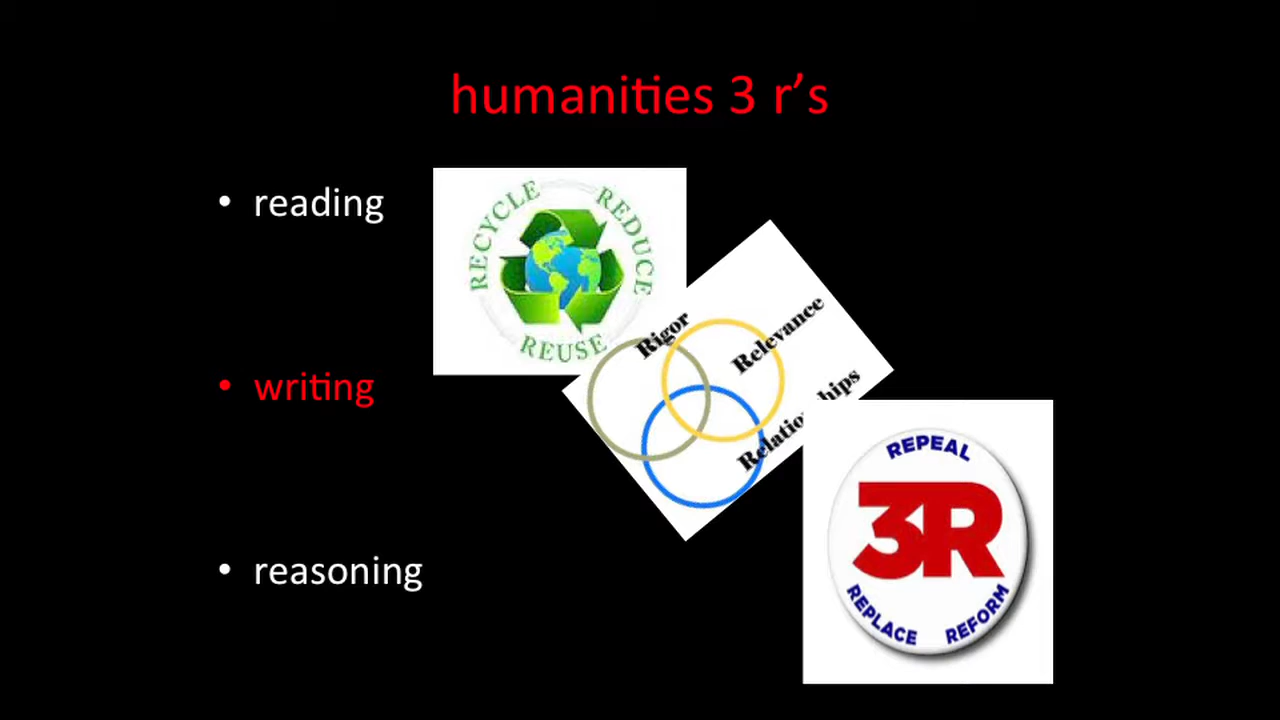 humanities 3 r's
• reading
• writing
• reasoning
RECYCLE
REDUCE
REUSE
Rigor
Relevance
REPEAL
3R
REPLACE
REFORM